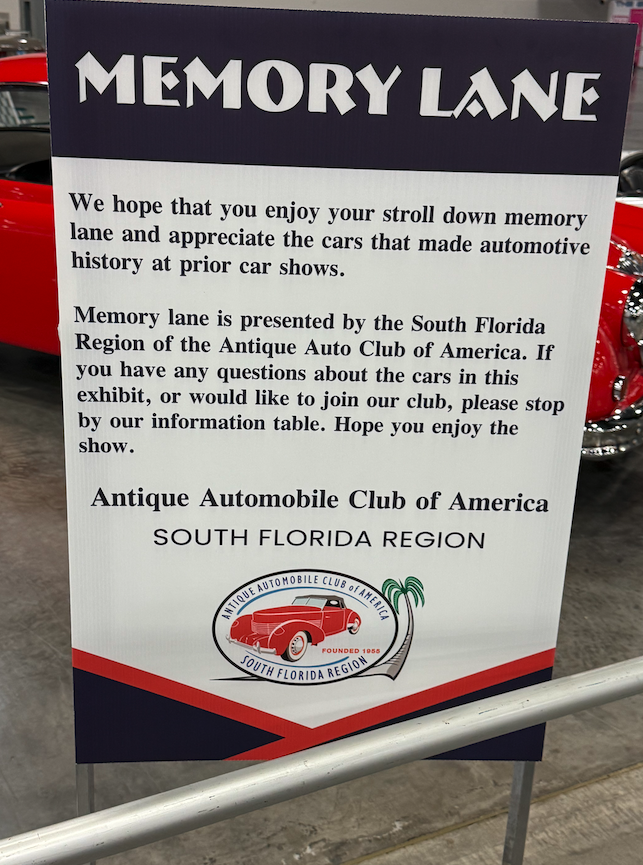 MEMORY LANE
We hope that you enjoy your stroll down memory
lane and appreciate the cars that made automotive
history at prior car shows.
Memory lane is presented by the South Florida
Region of the Antique Auto Club of America. If
you have any questions about the cars in this
exhibit, or would like to join our club, please stop
by our information table. Hope you enjoy the
show.
Antique Automobile Club of America
SOUTH FLORIDA REGION
ANTIQUE AUTOMOBILE CLUB of AMERICA
FOUNDED 1955
SOUTH FLORIDA REGION